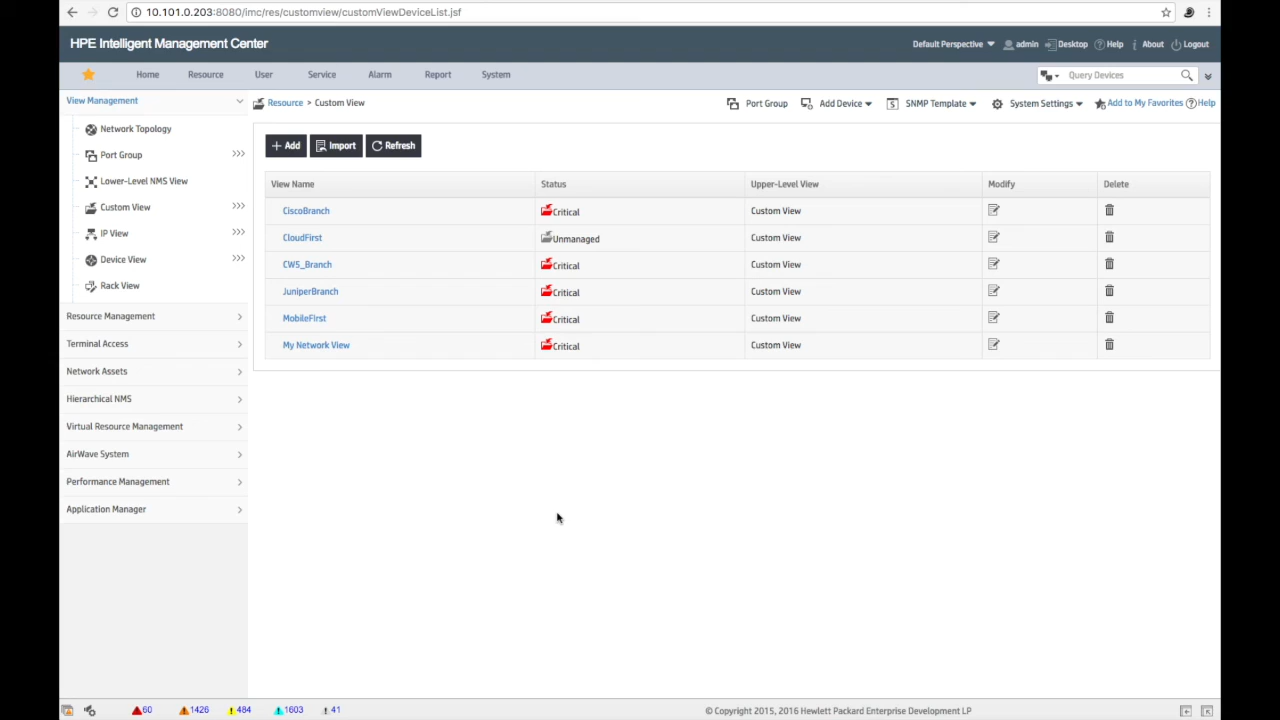 10.101.0.203:8080/imc/res/customview/customViewDeviceList.jsf
HPE Intelligent Management Center
Default Perspective admin Desktop Help About Logout
Home Resource User Service Alarm Report System
Query Devices
View Management
Resource > Custom View
Port Group Add Device SNMP Template System Settings Add to My Favorites Help
Network Topology
Port Group >>>
Lower-Level NMS View
Custom View >>>
IP View >>>
Device View >>>
Rack View
Resource Management
Terminal Access
Network Assets
Hierarchical NMS
Virtual Resource Management
AirWave System
Performance Management
Application Manager
+ Add Import Refresh
View Name Status Upper-Level View Modify Delete
CiscoBranch Critical Custom View
CloudFirst Unmanaged Custom View
CW5_Branch Critical Custom View
JuniperBranch Critical Custom View
MobileFirst Critical Custom View
My Network View Critical Custom View
60 1426 484 1603 41
© Copyright 2015, 2016 Hewlett Packard Enterprise Development LP